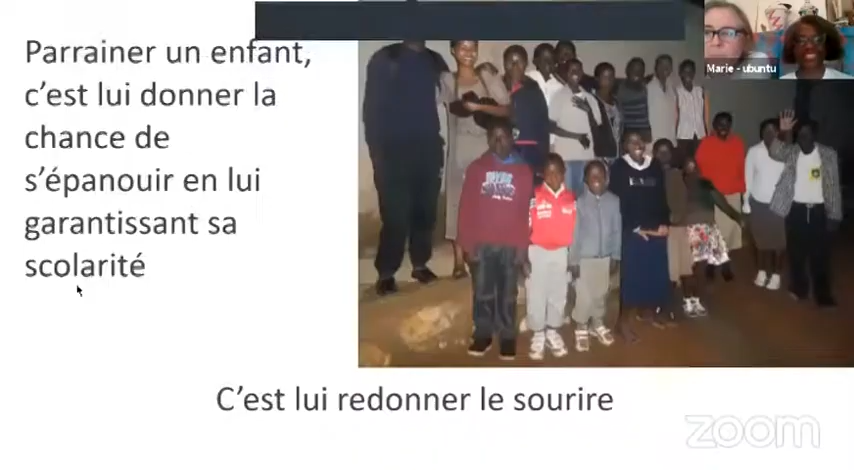 Parrainer un enfant,
c’est lui donner la
chance de
s’épanouir en lui
garantissant sa
scolarité
Marie - ubuntu
C’est lui redonner le sourire
zoom